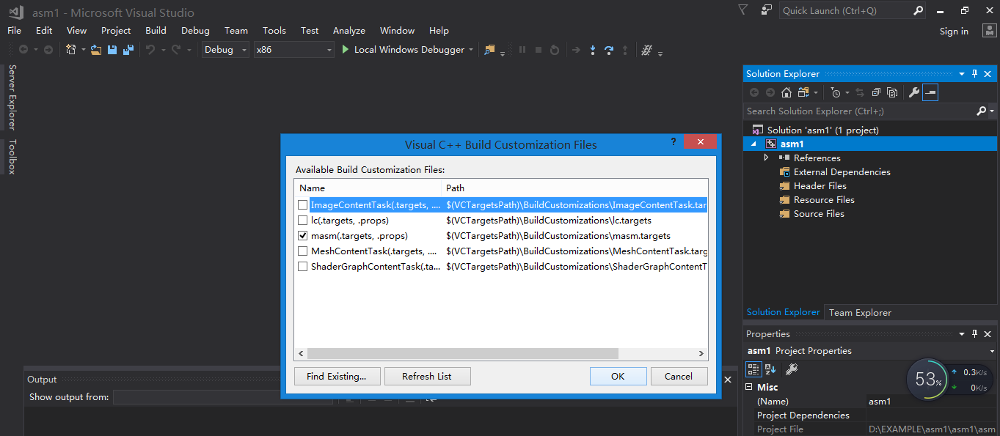 asm1 - Microsoft Visual Studio
Quick Launch (Ctrl+Q)
File Edit View Project Build Debug Team Tools Test Analyze Window Help
Sign in
Debug x86 Local Windows Debugger
Server Explorer
Toolbox
Solution Explorer
Search Solution Explorer (Ctrl+;)
Solution 'asm1' (1 project)
asm1
References
External Dependencies
Header Files
Resource Files
Source Files
Solution Explorer Team Explorer
Visual C++ Build Customization Files
?
Available Build Customization Files:
Name Path
ImageContentTask(.targets, .... $(VCTargetsPath)\BuildCustomizations\ImageContentTask.tar
lc(.targets, .props) $(VCTargetsPath)\BuildCustomizations\lc.targets
masm(.targets, .props) $(VCTargetsPath)\BuildCustomizations\masm.targets
MeshContentTask(.targets, .... $(VCTargetsPath)\BuildCustomizations\MeshContentTask.targ
ShaderGraphContentTask(.ta... $(VCTargetsPath)\BuildCustomizations\ShaderGraphContentT
Find Existing... Refresh List OK Cancel
Output
Show output from:
Properties
asm1 Project Properties
Misc
(Name) asm1
Project Dependencies
Project File D:\EXAMPLE\asm1\asm1\asm
53%
0.3K/s
0K/s